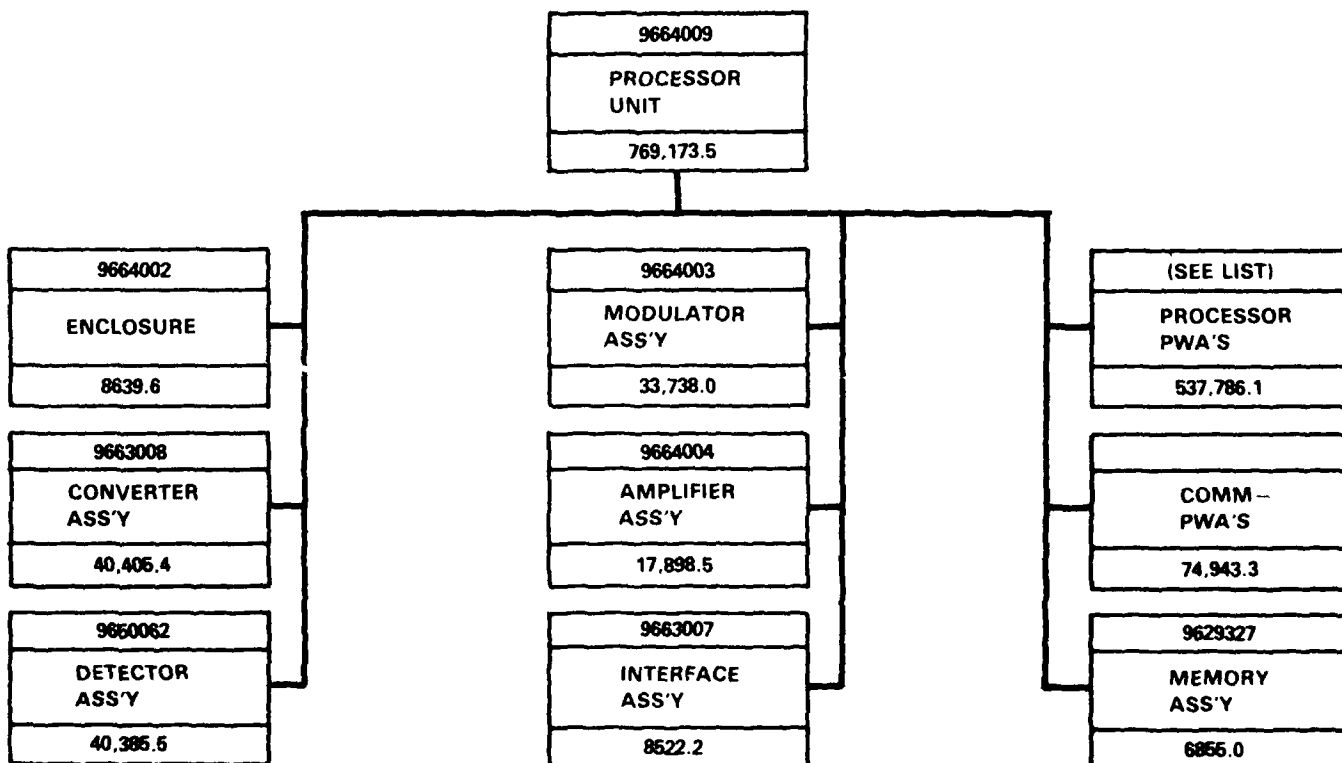 9664009
PROCESSOR
UNIT
769,173.5
9664002
ENCLOSURE
8639.6
9663008
CONVERTER
ASS'Y
40,405.4
9650062
DETECTOR
ASS'Y
40,385.5
9664003
MODULATOR
ASS'Y
33,738.0
9664004
AMPLIFIER
ASS'Y
17,898.5
9663007
INTERFACE
ASS'Y
8522.2
(SEE LIST)
PROCESSOR
PWA'S
537,786.1
COMM–
PWA'S
74,943.3
9629327
MEMORY
ASS'Y
6855.0